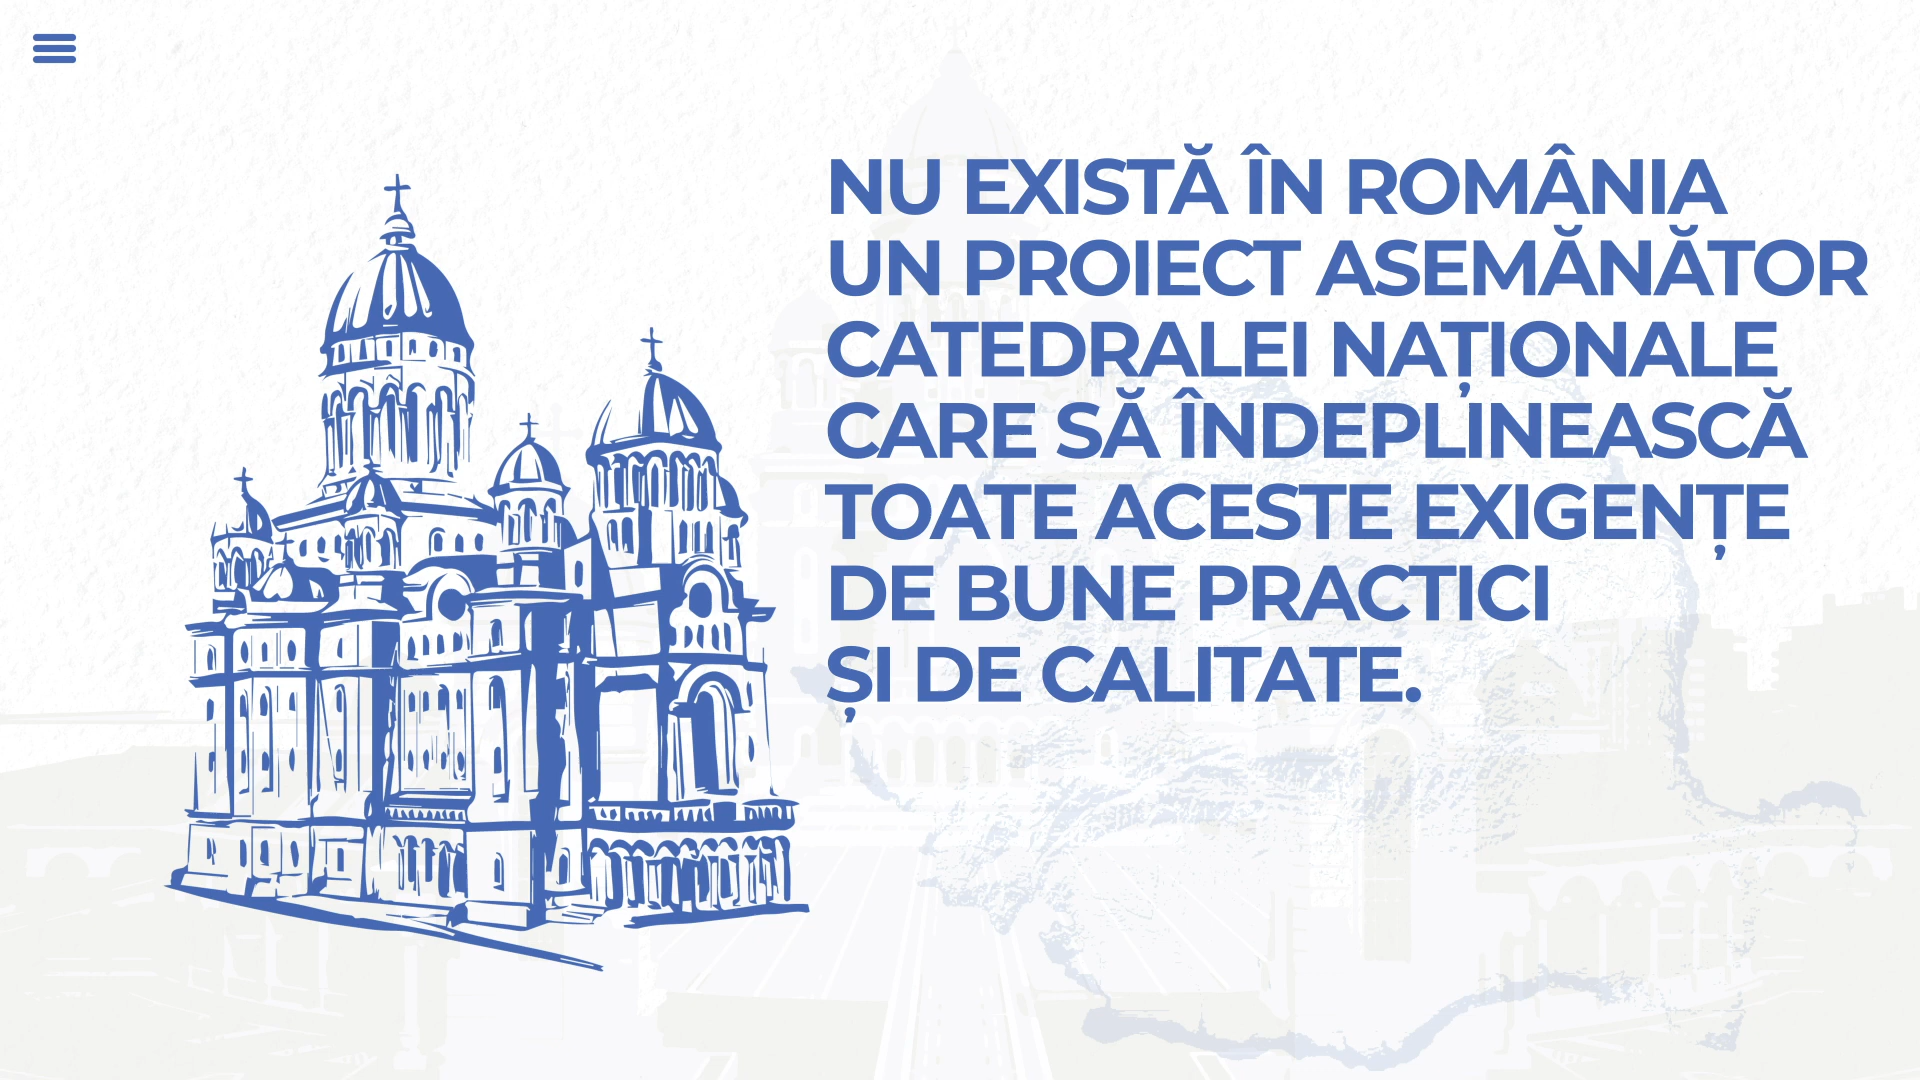 NU EXISTĂ ÎN ROMÂNIA
UN PROIECT ASEMĂNĂTOR
CATEDRALEI NAȚIONALE
CARE SĂ ÎNDEPLINEASCĂ
TOATE ACESTE EXIGENȚE
DE BUNE PRACTICI
ȘI DE CALITATE.